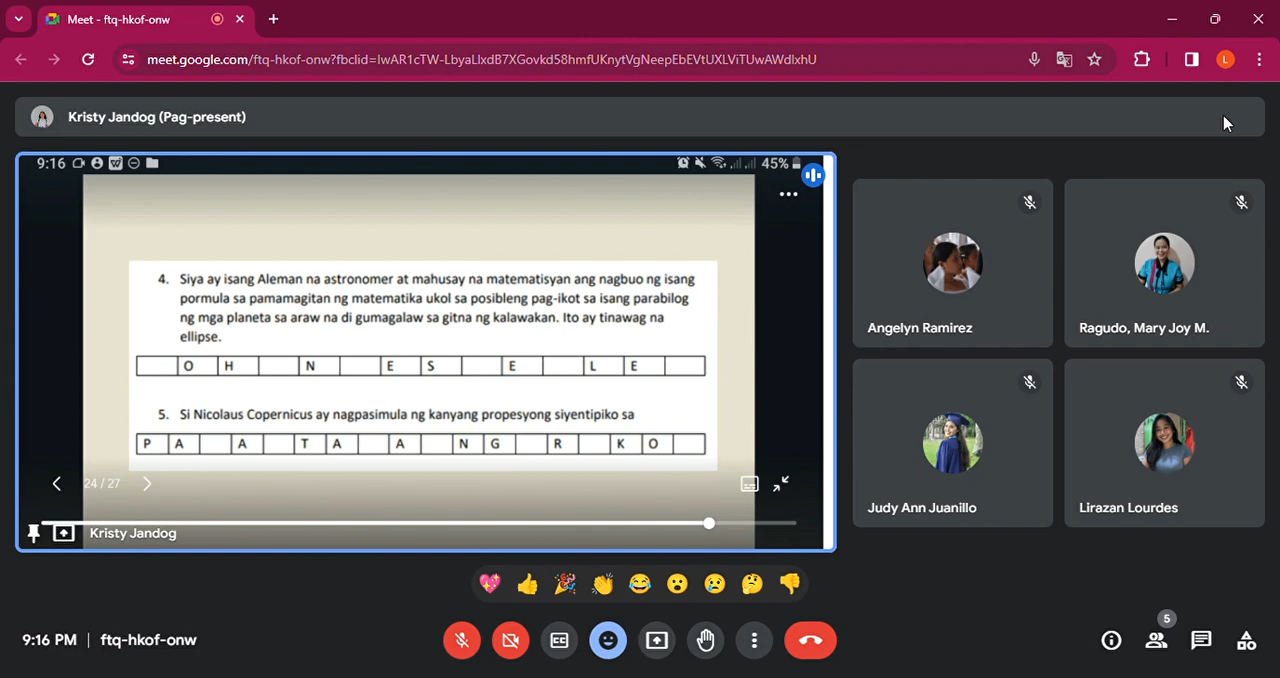 Meet - ftq-hkof-onw
meet.google.com/ftq-hkof-onw?fbclid=IwAR1cTW-LbyaLlxdB7XGovkd58hmfUKnytVgNeepEbEVtUXLViTUwAWdlxhU
L
Kristy Jandog (Pag-present)
9:16
45%
4. Siya ay isang Aleman na astronomer at mahusay na matematisyan ang nagbuo ng isang
pormula sa pamamagitan ng matematika ukol sa posibleng pag-ikot sa isang parabilog
ng mga planeta sa araw na di gumagalaw sa gitna ng kalawakan. Ito ay tinawag na
ellipse.
O H N E S E L E
5. Si Nicolaus Copernicus ay nagpasimula ng kanyang propesyong siyentipiko sa
P A A T A A N G R K O
24 / 27
Kristy Jandog
Angelyn Ramirez
Ragudo, Mary Joy M.
Judy Ann Juanillo
Lirazan Lourdes
9:16 PM | ftq-hkof-onw
5